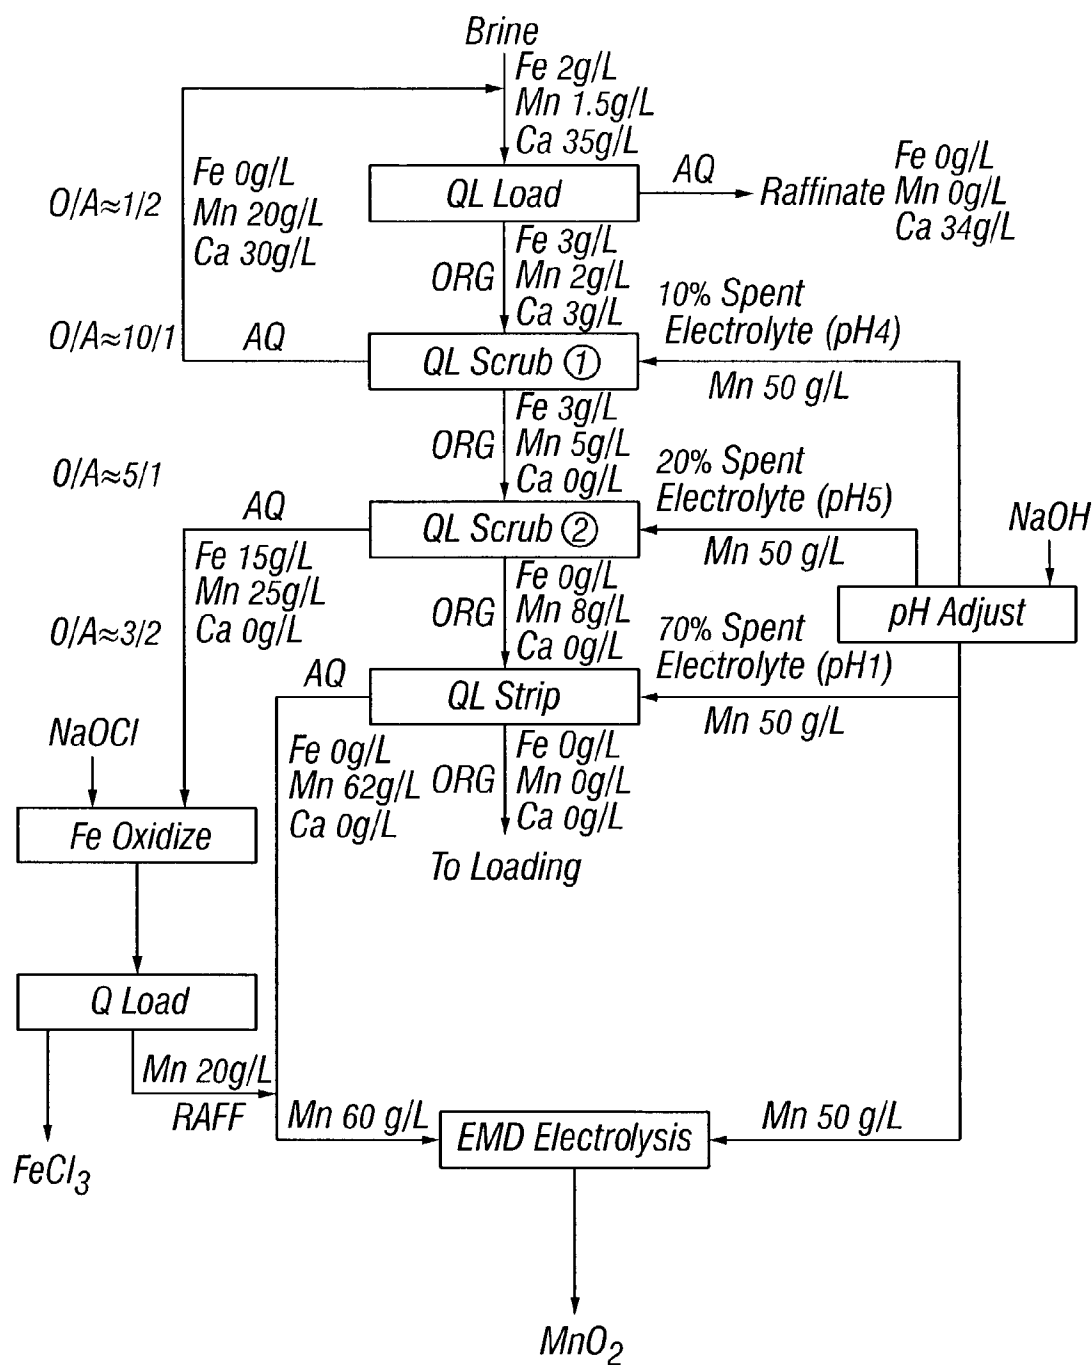 Brine
Fe 2g/L
Mn 1.5g/L
Ca 35g/L
O/A≈1/2
Fe 0g/L
Mn 20g/L
Ca 30g/L
QL Load
AQ
Raffinate
Fe 0g/L
Mn 0g/L
Ca 34g/L
ORG
Fe 3g/L
Mn 2g/L
Ca 3g/L
10% Spent
Electrolyte (pH4)
O/A≈10/1
AQ
QL Scrub ①
Mn 50 g/L
ORG
Fe 3g/L
Mn 5g/L
Ca 0g/L
20% Spent
Electrolyte (pH5)
O/A≈5/1
AQ
QL Scrub ②
Mn 50 g/L
NaOH
Fe 15g/L
Mn 25g/L
Ca 0g/L
ORG
Fe 0g/L
Mn 8g/L
Ca 0g/L
pH Adjust
O/A≈3/2
70% Spent
Electrolyte (pH1)
AQ
QL Strip
Mn 50 g/L
NaOCl
Fe 0g/L
Mn 62g/L
Ca 0g/L
ORG
Fe 0g/L
Mn 0g/L
Ca 0g/L
Fe Oxidize
To Loading
Q Load
Mn 20g/L
RAFF
Mn 60 g/L
EMD Electrolysis
Mn 50 g/L
FeCl3
MnO2